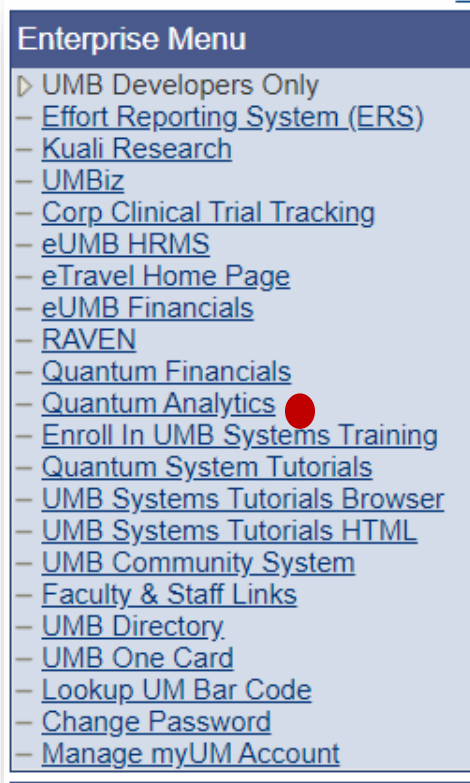 Enterprise Menu
UMB Developers Only
– Effort Reporting System (ERS)
– Kuali Research
– UMBiz
– Corp Clinical Trial Tracking
– eUMB HRMS
– eTravel Home Page
– eUMB Financials
– RAVEN
– Quantum Financials
– Quantum Analytics
– Enroll In UMB Systems Training
– Quantum System Tutorials
– UMB Systems Tutorials Browser
– UMB Systems Tutorials HTML
– UMB Community System
– Faculty & Staff Links
– UMB Directory
– UMB One Card
– Lookup UM Bar Code
– Change Password
– Manage myUM Account